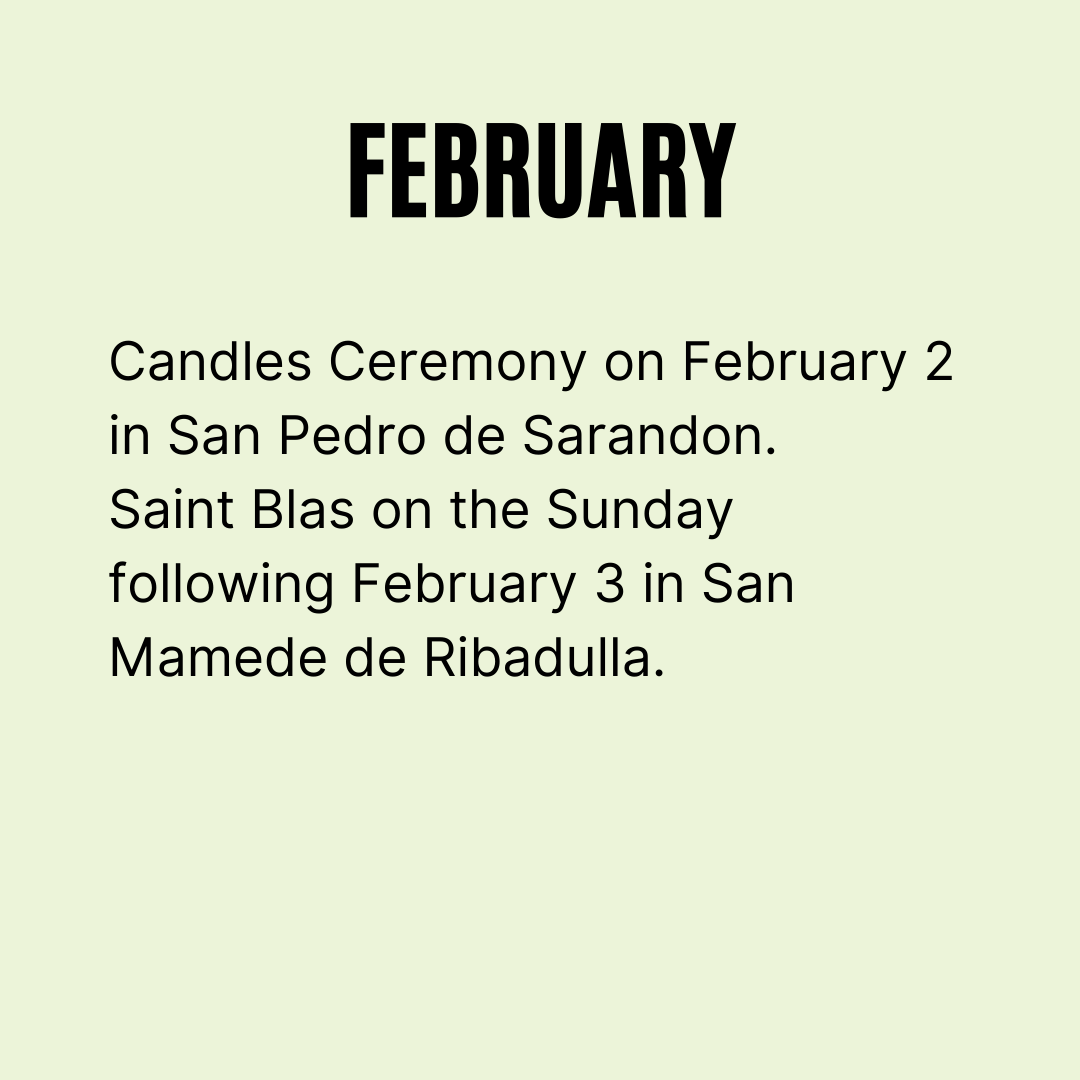 FEBRUARY
Candles Ceremony on February 2
in San Pedro de Sarandon.
Saint Blas on the Sunday
following February 3 in San
Mamede de Ribadulla.